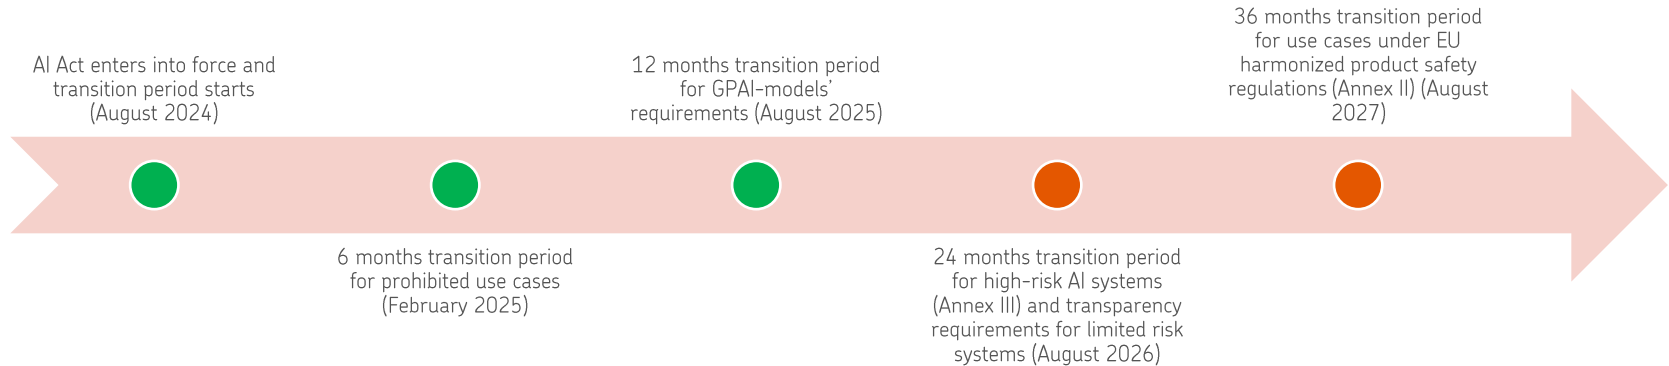 AI Act enters into force and
transition period starts
(August 2024)
6 months transition period
for prohibited use cases
(February 2025)
12 months transition period
for GPAI-models’
requirements (August 2025)
24 months transition period
for high-risk AI systems
(Annex III) and transparency
requirements for limited risk
systems (August 2026)
36 months transition period
for use cases under EU
harmonized product safety
regulations (Annex II) (August
2027)